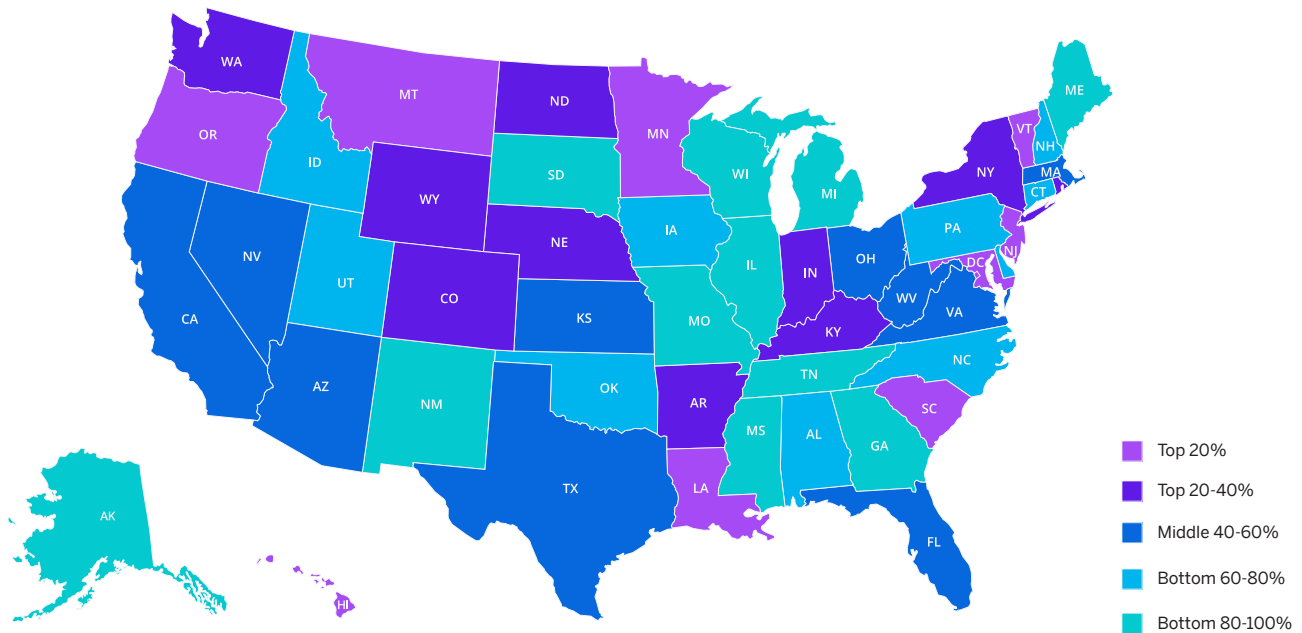 WA
MT
ND
MN
OR
ID
WY
SD
WI
MI
NY
VT
NH
ME
MA
CT
NE
IA
PA
NJ
NV
UT
CO
IL
IN
OH
DC
WV
VA
CA
KS
MO
KY
AZ
NM
OK
AR
TN
NC
SC
MS
AL
GA
TX
LA
FL
AK
HI
Top 20%
Top 20-40%
Middle 40-60%
Bottom 60-80%
Bottom 80-100%